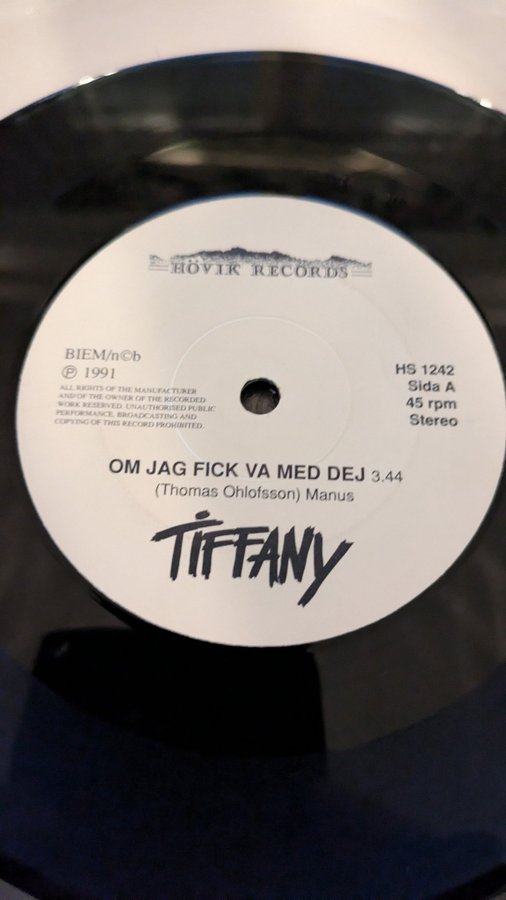 HÖVIK RECORDS
BIEM/n©b
℗ 1991
ALL RIGHTS OF THE MANUFACTURER
AND OF THE OWNER OF THE RECORDED
WORK RESERVED. UNAUTHORISED PUBLIC
PERFORMANCE, BROADCASTING AND
COPYING OF THIS RECORD PROHIBITED.
HS 1242
Sida A
45 rpm
Stereo
OM JAG FICK VA MED DEJ 3.44
(Thomas Ohlofsson) Manus
TIFFANY